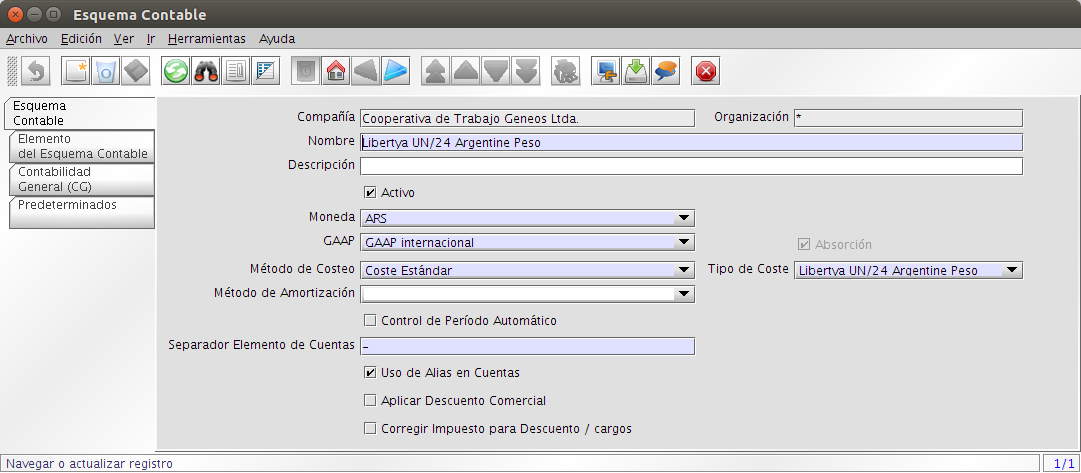 Esquema Contable
Archivo Edición Ver Ir Herramientas Ayuda
Esquema
Contable
Elemento
del Esquema Contable
Contabilidad
General (CG)
Predeterminados
Compañía Cooperativa de Trabajo Geneos Ltda. Organización *
Nombre Libertya UN/24 Argentine Peso
Descripción
Activo
Moneda ARS
GAAP GAAP internacional Absorción
Método de Costeo Coste Estándar Tipo de Coste Libertya UN/24 Argentine Peso
Método de Amortización
Control de Período Automático
Separador Elemento de Cuentas -
Uso de Alias en Cuentas
Aplicar Descuento Comercial
Corregir Impuesto para Descuento / cargos
Navegar o actualizar registro 1/1